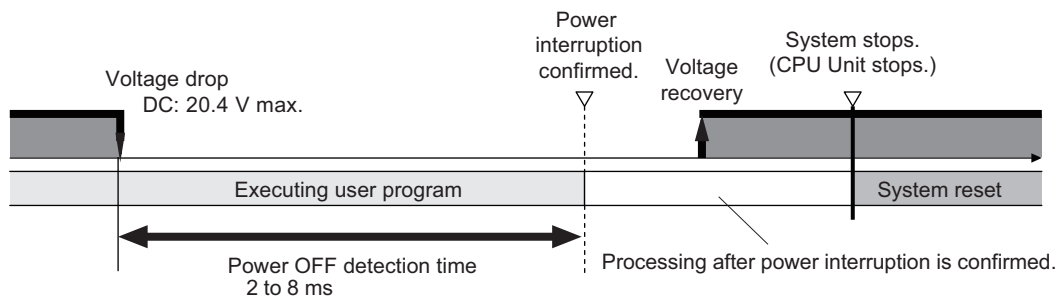 Power
interruption
confirmed.
System stops.
(CPU Unit stops.)
Voltage
recovery
Voltage drop
DC: 20.4 V max.
Executing user program
System reset
Power OFF detection time
2 to 8 ms
Processing after power interruption is confirmed.